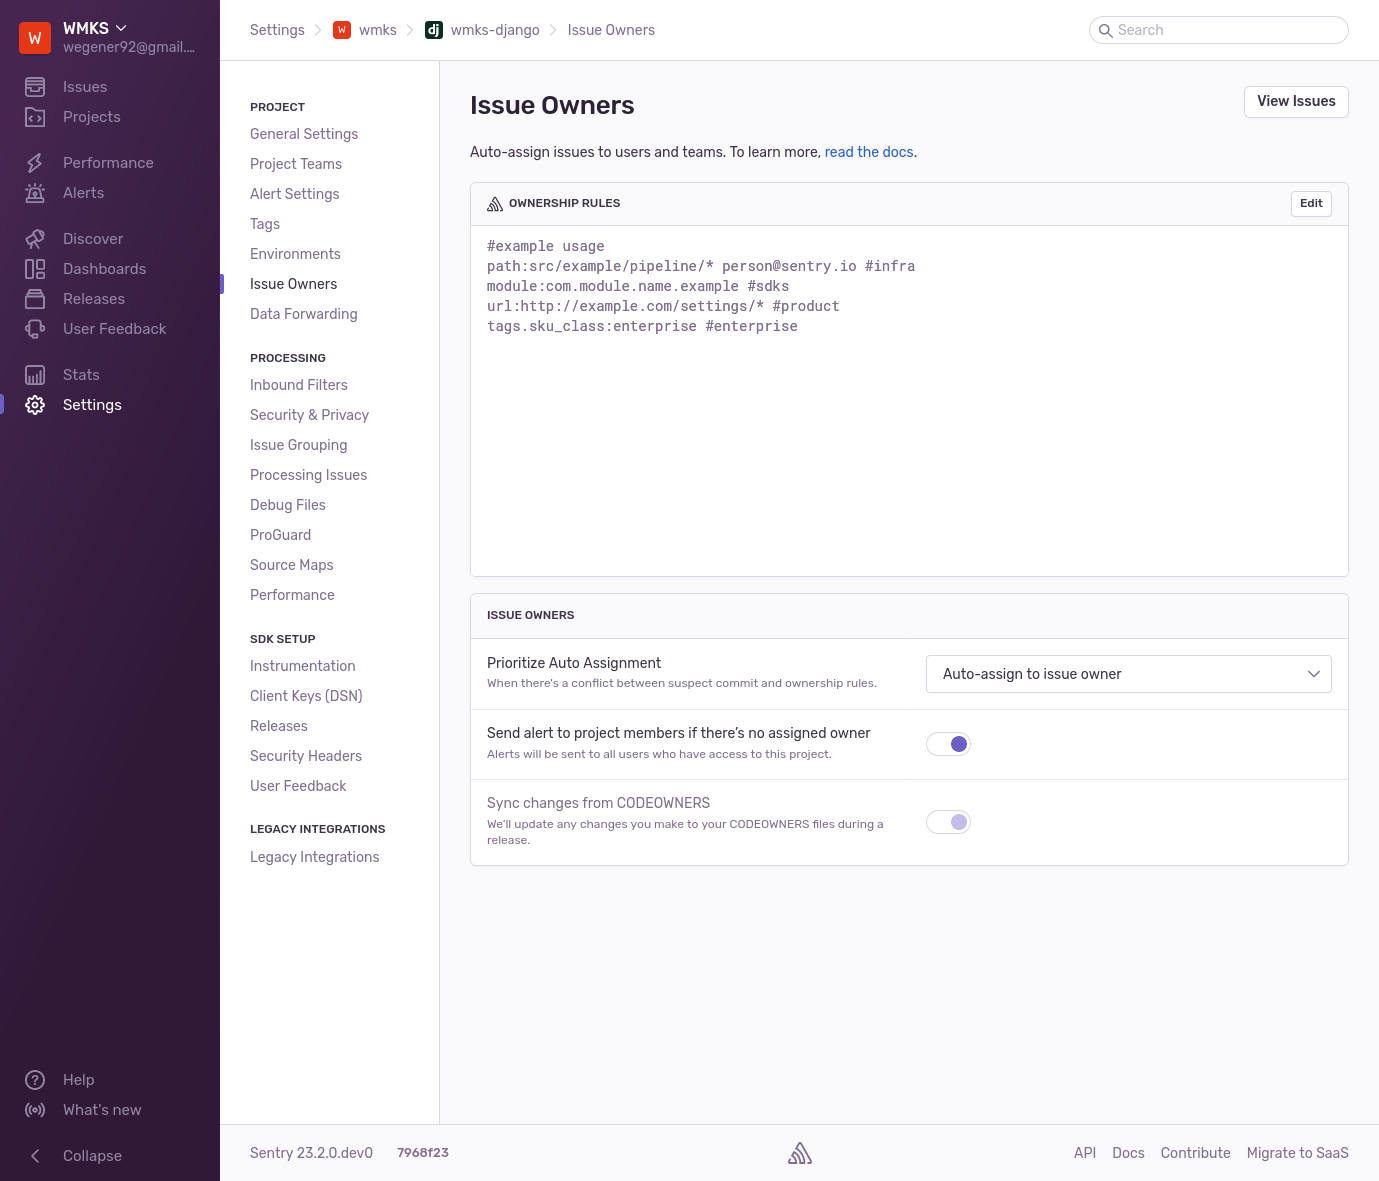 W
WMKS
wegener92@gmail....
Issues
Projects
Performance
Alerts
Discover
Dashboards
Releases
User Feedback
Stats
Settings
Help
What's new
Collapse
Settings
W wmks
dj wmks-django
Issue Owners
Search
PROJECT
General Settings
Project Teams
Alert Settings
Tags
Environments
Issue Owners
Data Forwarding
PROCESSING
Inbound Filters
Security & Privacy
Issue Grouping
Processing Issues
Debug Files
ProGuard
Source Maps
Performance
SDK SETUP
Instrumentation
Client Keys (DSN)
Releases
Security Headers
User Feedback
LEGACY INTEGRATIONS
Legacy Integrations
Issue Owners
View Issues
Auto-assign issues to users and teams. To learn more, read the docs.
OWNERSHIP RULES
Edit
#example usage
path:src/example/pipeline/* person@sentry.io #infra
module:com.module.name.example #sdks
url:http://example.com/settings/* #product
tags.sku_class:enterprise #enterprise
ISSUE OWNERS
Prioritize Auto Assignment
When there's a conflict between suspect commit and ownership rules.
Auto-assign to issue owner
Send alert to project members if there's no assigned owner
Alerts will be sent to all users who have access to this project.
Sync changes from CODEOWNERS
We'll update any changes you make to your CODEOWNERS files during a
release.
Sentry 23.2.0.dev0
7968f23
API
Docs
Contribute
Migrate to SaaS